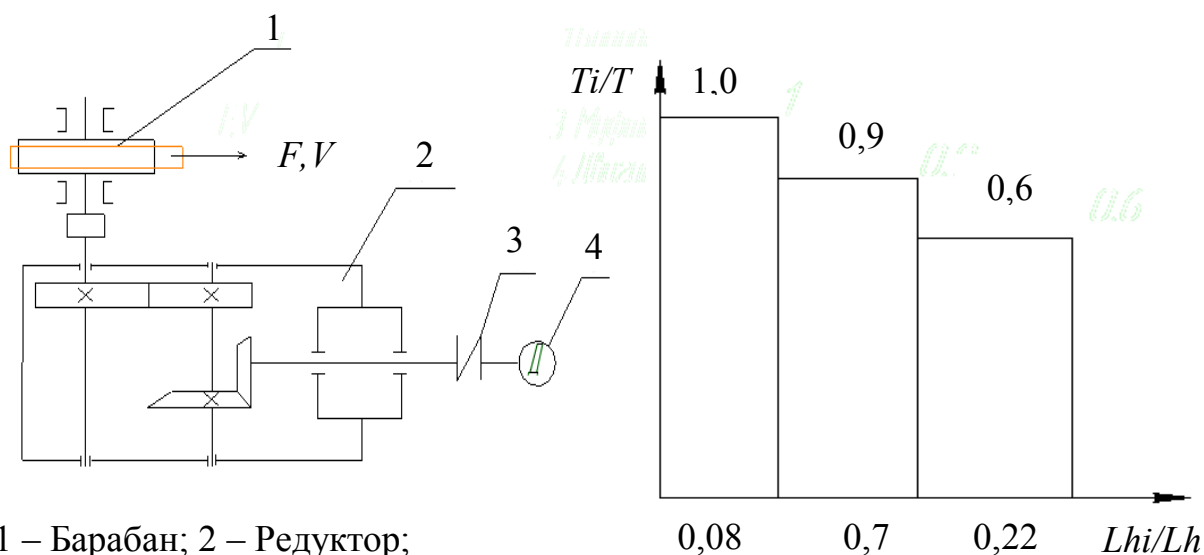 1
Ti/T
1,0
F,V
2
0,9
0,6
3
4
0,08
0,7
0,22
Lhi/Lh
1 – Барабан; 2 – Редуктор;